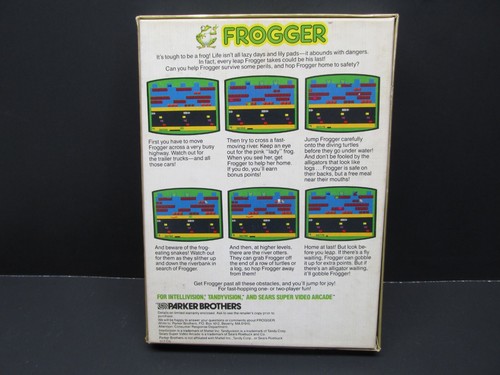 FROGGER
It's tough to be a frog! Life isn't all lazy days and lily pads—it abounds with dangers.
In fact, every leap Frogger takes could be his last!
Can you help Frogger survive some perils, and hop Frogger home to safety?
First you have to move
Frogger across a very busy
highway. Watch out for
the trailer trucks—and all
those cars!
Then try to cross a fast-
moving river. Keep an eye
out for the pink "lady" frog.
When you see her, get
Frogger to help her home.
If you do, you'll earn
bonus points!
Jump Frogger carefully
onto the diving turtles
before they go under water!
And don't be fooled by the
alligators that look like
logs...Frogger is safe on
their backs, but a free meal
near their mouths!
And beware of the frog-
eating snakes! Watch out
for them as they slither up
and down the riverbank in
search of Frogger.
And then, at higher levels,
there are the river otters.
They can grab Frogger off
the end of a row of turtles or
a log, so hop Frogger away
from them!
Home at last! But look be-
fore you leap. If there's a fly
waiting, Frogger can gobble
it up for extra points. But if
there's an alligator waiting,
it'll gobble Frogger!
Get Frogger past all these obstacles, and you'll jump for joy!
For fast-hopping one- or two-player fun!
FOR INTELLIVISION, TANDYVISION, AND SEARS SUPER VIDEO ARCADE
PARKER BROTHERS